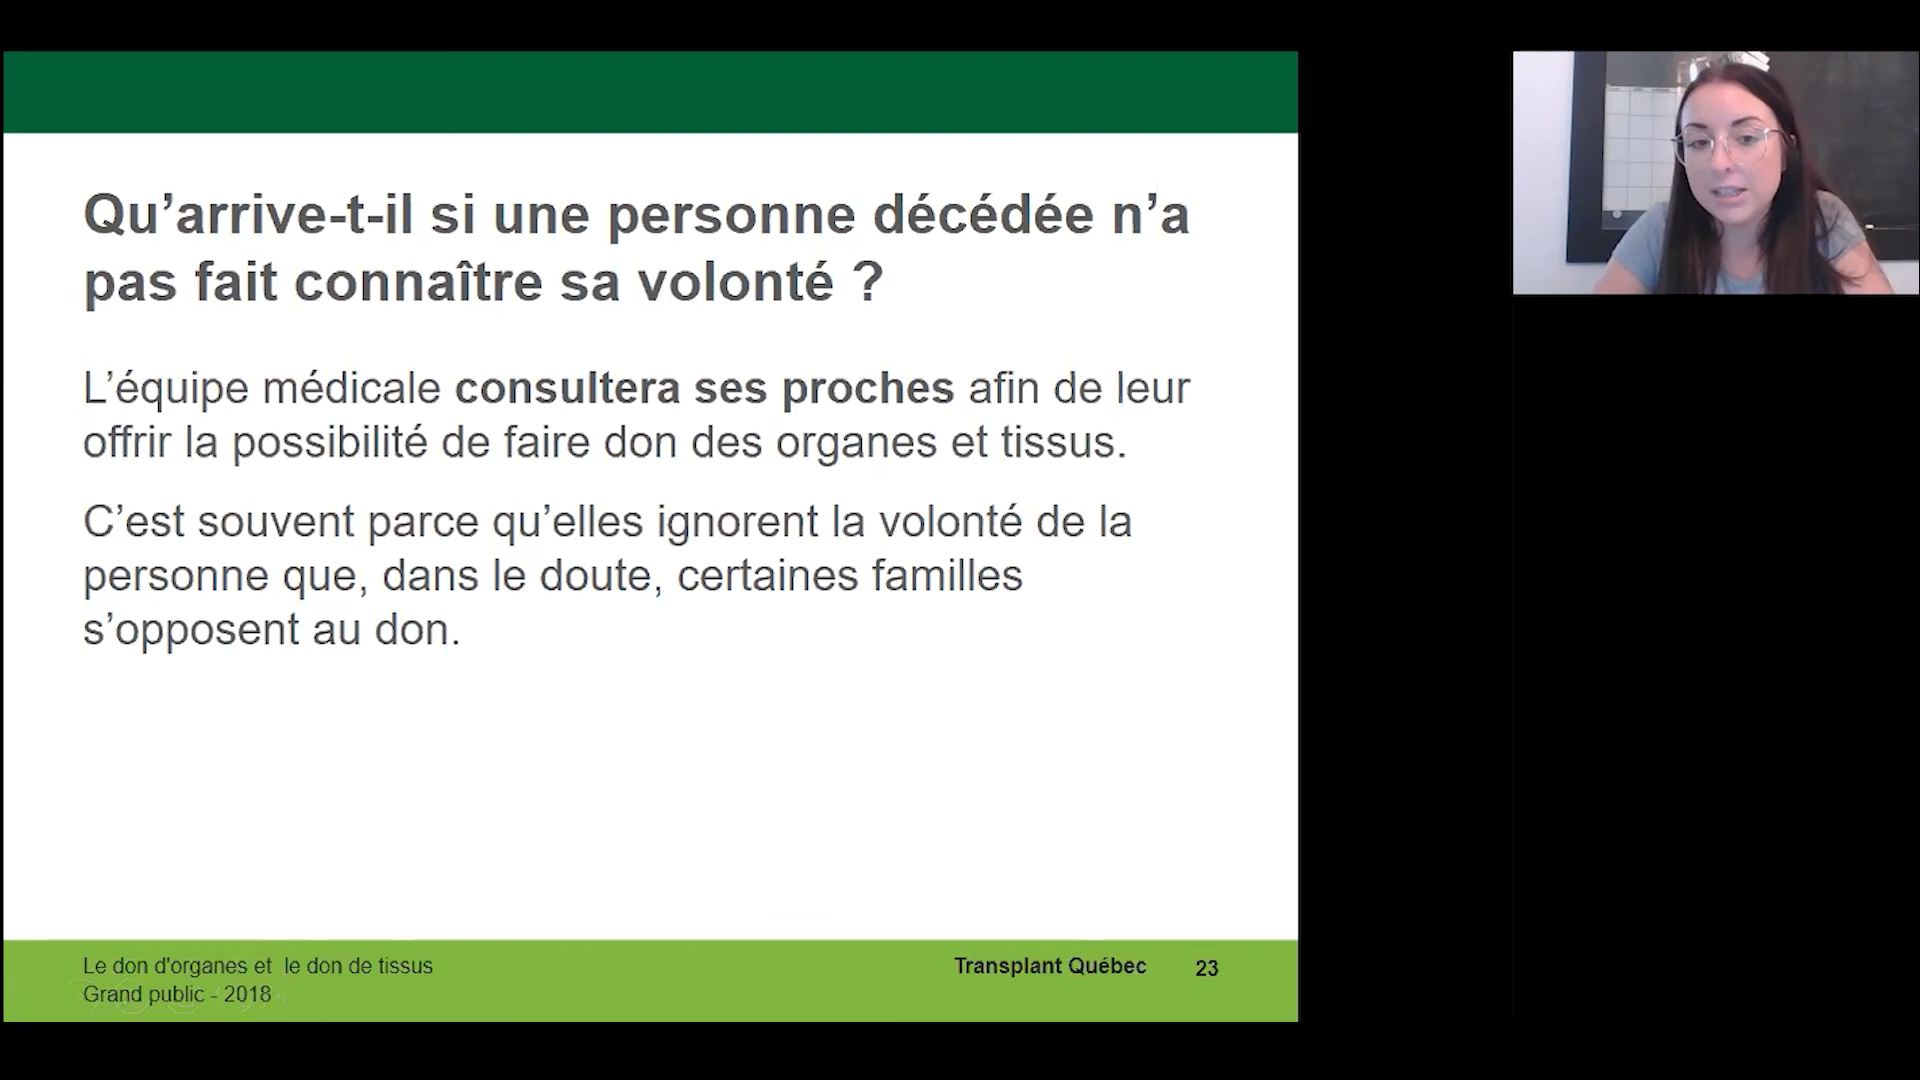 Qu’arrive-t-il si une personne décédée n’a
pas fait connaître sa volonté ?
L’équipe médicale consultera ses proches afin de leur
offrir la possibilité de faire don des organes et tissus.
C’est souvent parce qu’elles ignorent la volonté de la
personne que, dans le doute, certaines familles
s’opposent au don.
Le don d'organes et  le don de tissus
Grand public - 2018
Transplant Québec
23